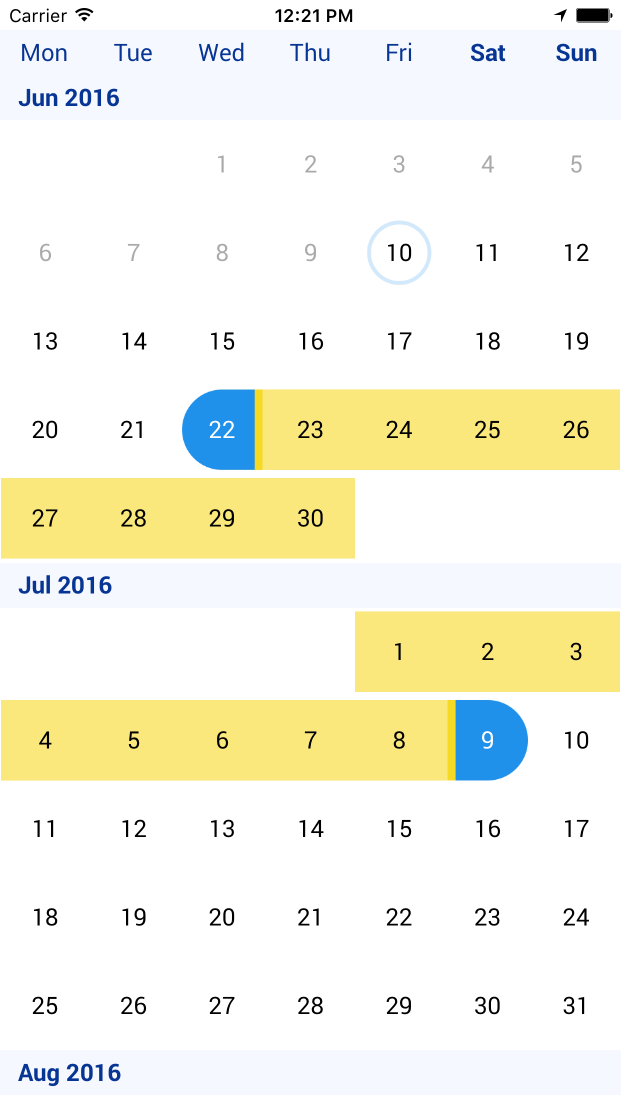 Carrier 12:21 PM
Mon Tue Wed Thu Fri Sat Sun
Jun 2016
1 2 3 4 5
6 7 8 9 10 11 12
13 14 15 16 17 18 19
20 21 22 23 24 25 26
27 28 29 30
Jul 2016
1 2 3
4 5 6 7 8 9 10
11 12 13 14 15 16 17
18 19 20 21 22 23 24
25 26 27 28 29 30 31
Aug 2016